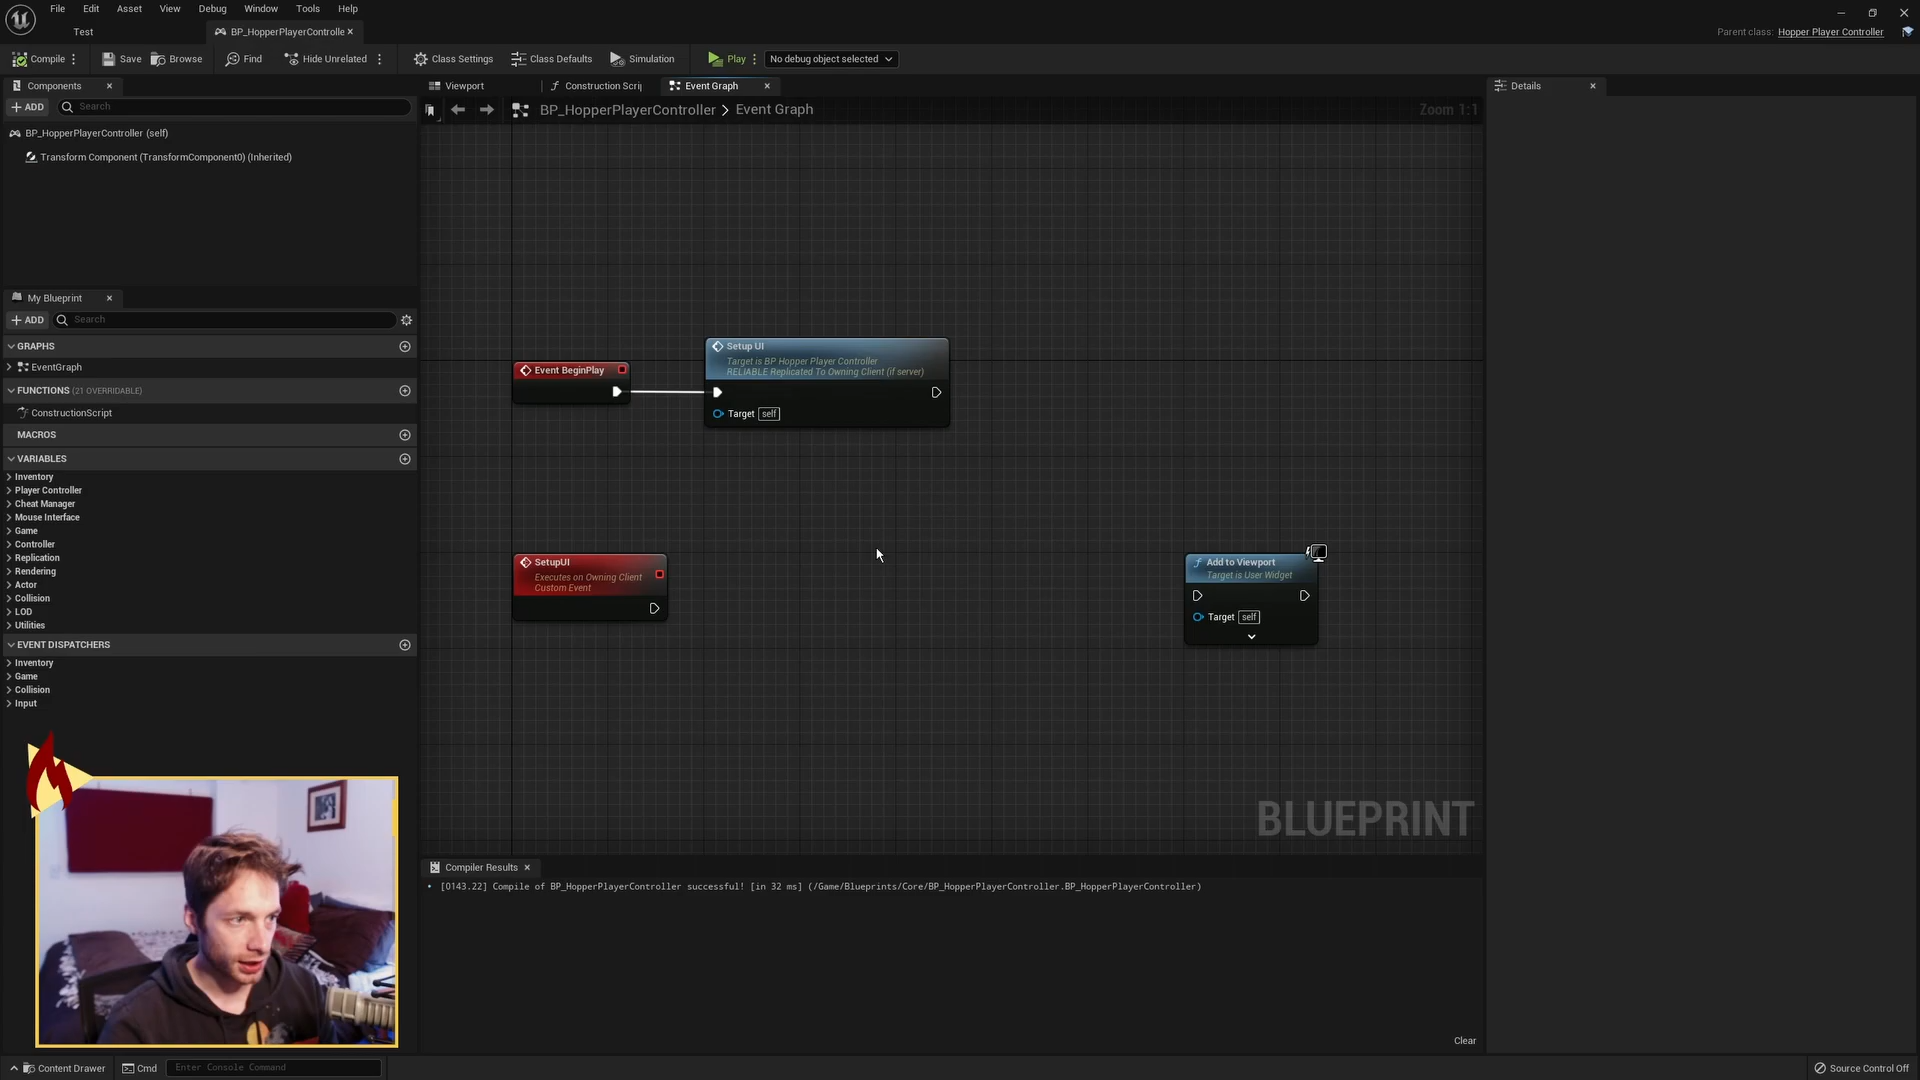 File Edit Asset View Debug Window Tools Help
Test BP_HopperPlayerControlle
Parent class: Hopper Player Controller
Compile Save Browse Find Hide Unrelated Class Settings Class Defaults Simulation Play No debug object selected
Components
ADD Search
BP_HopperPlayerController (self)
Transform Component (TransformComponent0) (Inherited)
My Blueprint
ADD Search
GRAPHS
EventGraph
FUNCTIONS (21 OVERRIDABLE)
ConstructionScript
MACROS
VARIABLES
Inventory
Player Controller
Cheat Manager
Mouse Interface
Game
Controller
Replication
Rendering
Actor
Collision
LOD
Utilities
EVENT DISPATCHERS
Inventory
Game
Collision
Input
Viewport Construction Scrip Event Graph
BP_HopperPlayerController > Event Graph
Zoom 1:1
Event BeginPlay
Setup UI
Target is BP Hopper Player Controller
RELIABLE Replicated To Owning Client (if server)
Target self
SetupUI
Executes on Owning Client
Custom Event
Add to Viewport
Target is User Widget
Target self
BLUEPRINT
Compiler Results
[0143.22] Compile of BP_HopperPlayerController successful! [in 32 ms] (/Game/Blueprints/Core/BP_HopperPlayerController.BP_HopperPlayerController)
Clear
Details
Content Drawer Cmd Enter Console Command
Source Control Off